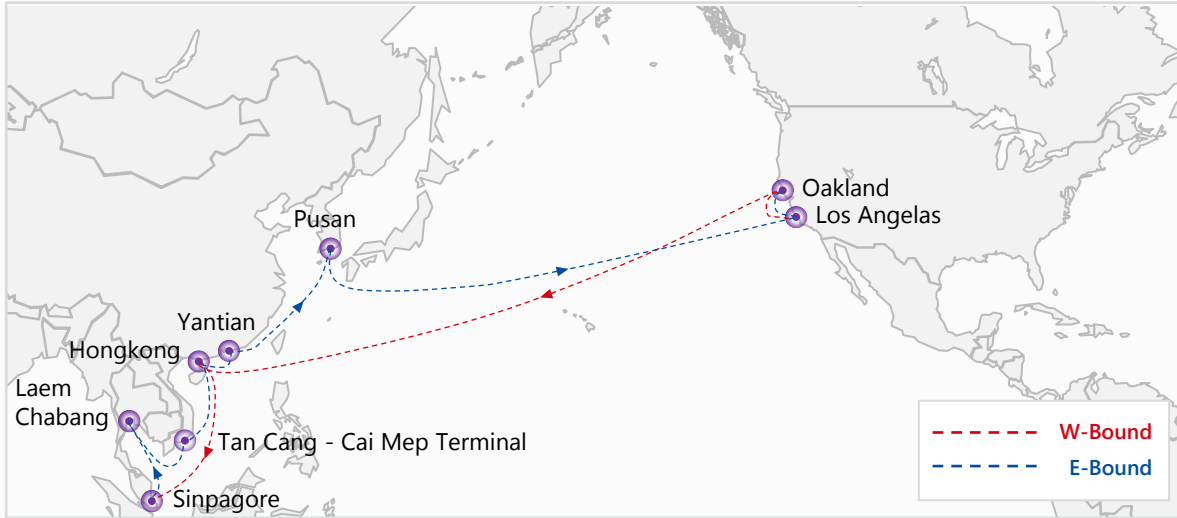 Oakland
Los Angelas
Pusan
Yantian
Hongkong
Laem
Chabang
Tan Cang - Cai Mep Terminal
Sinpagore
W-Bound
E-Bound